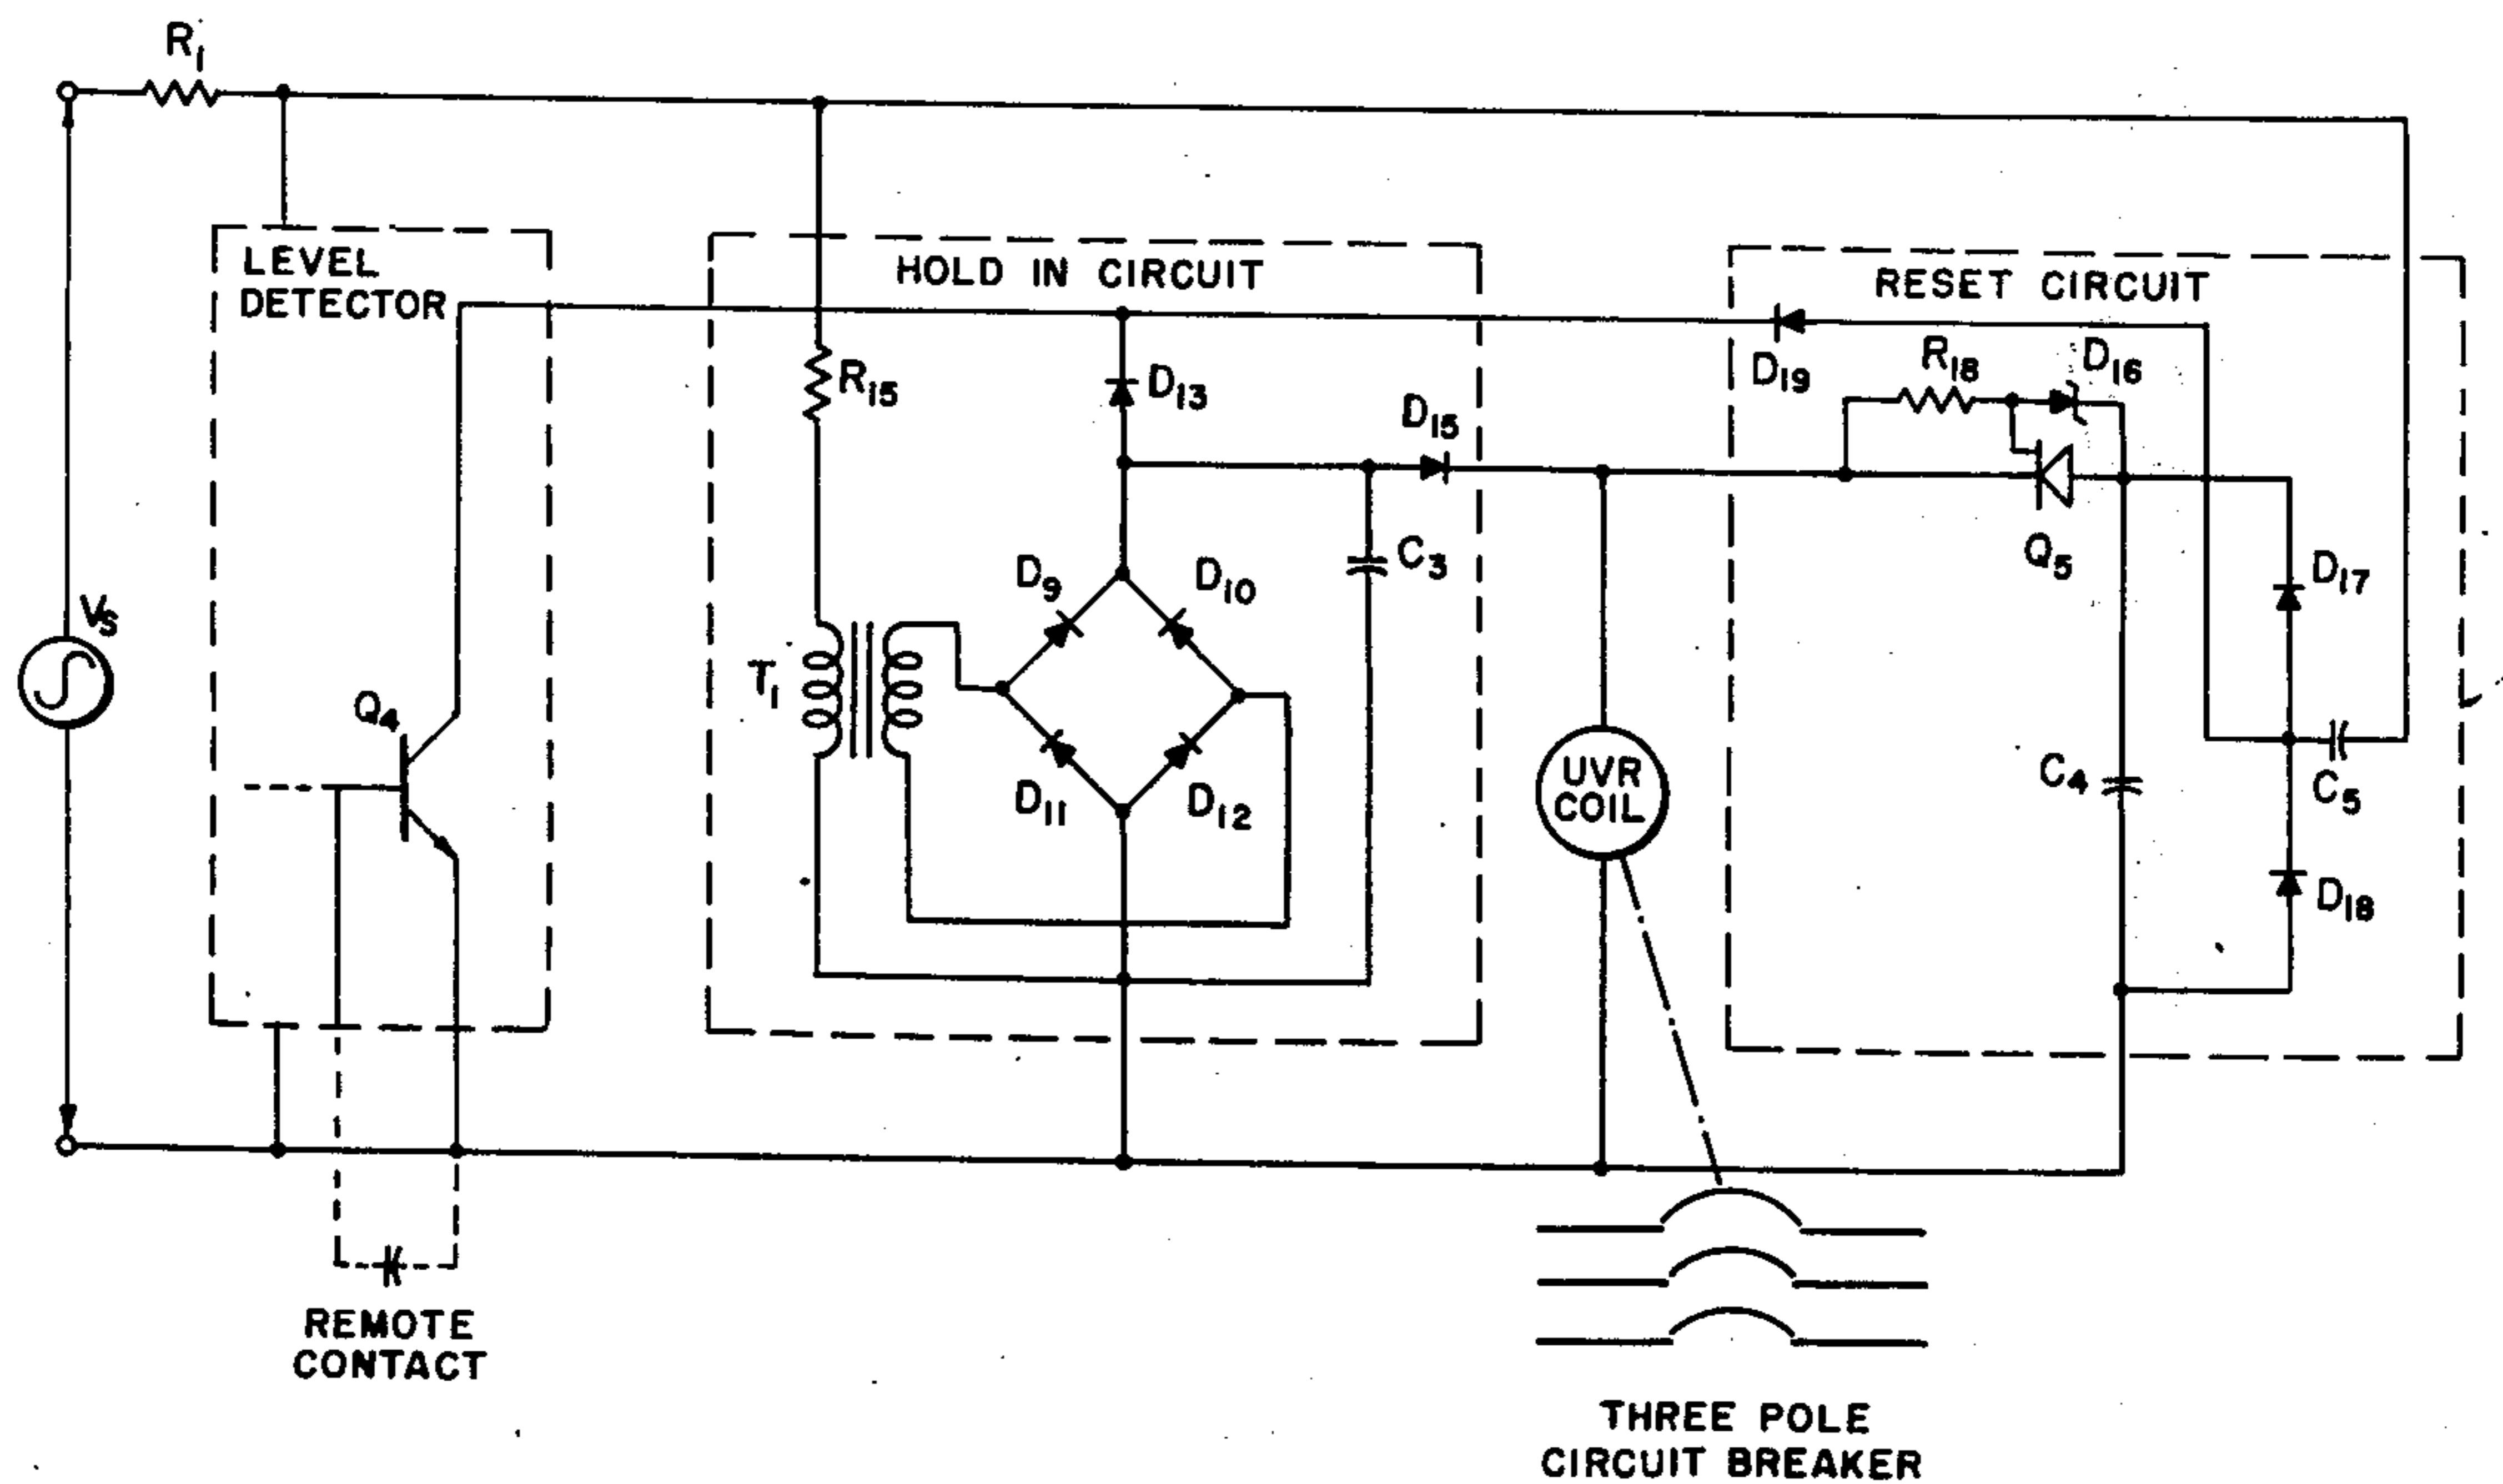 R1
LEVEL
DETECTOR
HOLD IN CIRCUIT
RESET CIRCUIT
R15
D13
D15
D19
R18
D16
Q5
D9
D10
C3
D17
VS
T1
Q4
UVR
COIL
C4
C5
D11
D12
D18
REMOTE
CONTACT
THREE POLE
CIRCUIT BREAKER